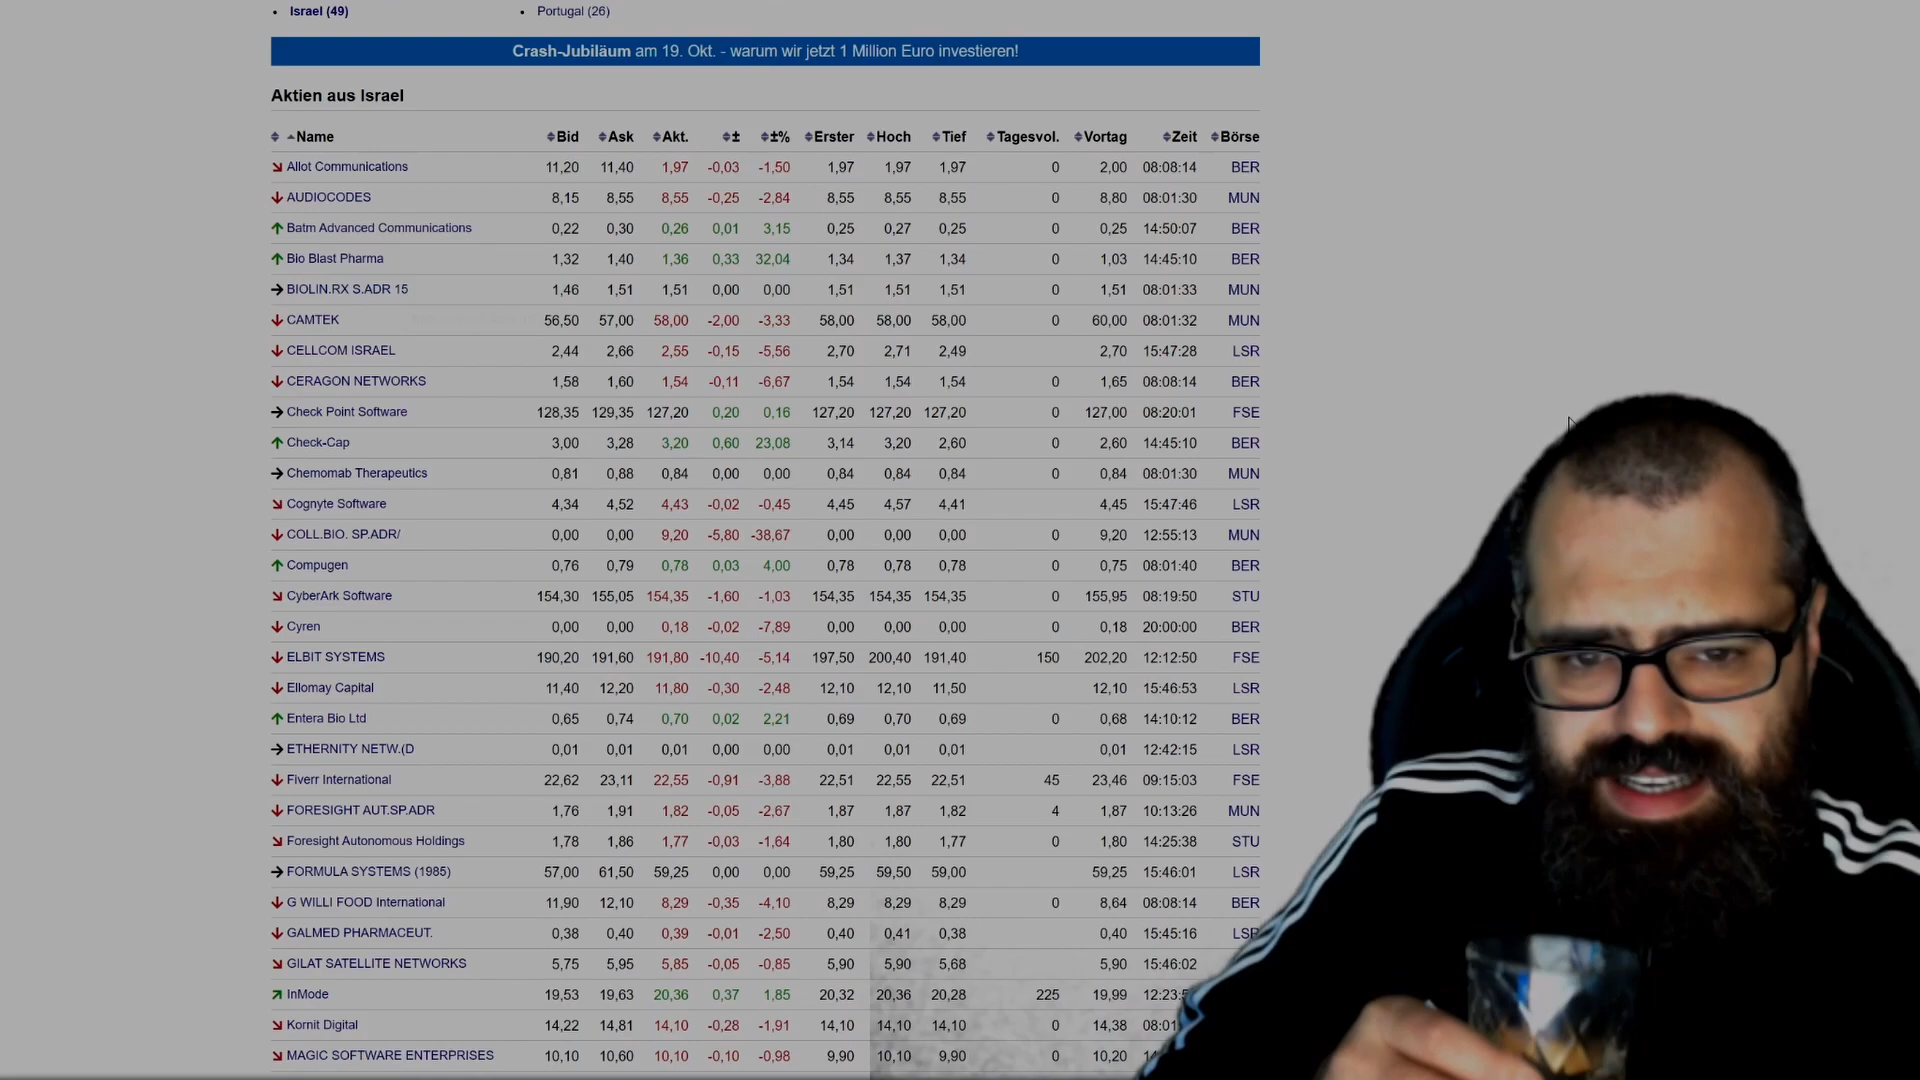 • Israel (49) • Portugal (26)
Crash-Jubiläum am 19. Okt. - warum wir jetzt 1 Million Euro investieren!
Aktien aus Israel
Name Bid Ask Akt. ± ±% Erster Hoch Tief Tagesvol. Vortag Zeit Börse
Allot Communications 11,20 11,40 1,97 -0,03 -1,50 1,97 1,97 1,97 0 2,00 08:08:14 BER
AUDIOCODES 8,15 8,55 8,55 -0,25 -2,84 8,55 8,55 8,55 0 8,80 08:01:30 MUN
Batm Advanced Communications 0,22 0,30 0,26 0,01 3,15 0,25 0,27 0,25 0 0,25 14:50:07 BER
Bio Blast Pharma 1,32 1,40 1,36 0,33 32,04 1,34 1,37 1,34 0 1,03 14:45:10 BER
BIOLIN.RX S.ADR 15 1,46 1,51 1,51 0,00 0,00 1,51 1,51 1,51 0 1,51 08:01:33 MUN
CAMTEK 56,50 57,00 58,00 -2,00 -3,33 58,00 58,00 58,00 0 60,00 08:01:32 MUN
CELLCOM ISRAEL 2,44 2,66 2,55 -0,15 -5,56 2,70 2,71 2,49 2,70 15:47:28 LSR
CERAGON NETWORKS 1,58 1,60 1,54 -0,11 -6,67 1,54 1,54 1,54 0 1,65 08:08:14 BER
Check Point Software 128,35 129,35 127,20 0,20 0,16 127,20 127,20 127,20 0 127,00 08:20:01 FSE
Check-Cap 3,00 3,28 3,20 0,60 23,08 3,14 3,20 2,60 0 2,60 14:45:10 BER
Chemomab Therapeutics 0,81 0,88 0,84 0,00 0,00 0,84 0,84 0,84 0 0,84 08:01:30 MUN
Cognyte Software 4,34 4,52 4,43 -0,02 -0,45 4,45 4,57 4,41 4,45 15:47:46 LSR
COLL.BIO. SP.ADR/ 0,00 0,00 9,20 -5,80 -38,67 0,00 0,00 0,00 0 9,20 12:55:13 MUN
Compugen 0,76 0,79 0,78 0,03 4,00 0,78 0,78 0,78 0 0,75 08:01:40 BER
CyberArk Software 154,30 155,05 154,35 -1,60 -1,03 154,35 154,35 154,35 0 155,95 08:19:50 STU
Cyren 0,00 0,00 0,18 -0,02 -7,89 0,00 0,00 0,00 0 0,18 20:00:00 BER
ELBIT SYSTEMS 190,20 191,60 191,80 -10,40 -5,14 197,50 200,40 191,40 150 202,20 12:12:50 FSE
Ellomay Capital 11,40 12,20 11,80 -0,30 -2,48 12,10 12,10 11,50 12,10 15:46:53 LSR
Entera Bio Ltd 0,65 0,74 0,70 0,02 2,21 0,69 0,70 0,69 0 0,68 14:10:12 BER
ETHERNITY NETW.(D 0,01 0,01 0,01 0,00 0,00 0,01 0,01 0,01 0,01 12:42:15 LSR
Fiverr International 22,62 23,11 22,55 -0,91 -3,88 22,51 22,55 22,51 45 23,46 09:15:03 FSE
FORESIGHT AUT.SP.ADR 1,76 1,91 1,82 -0,05 -2,67 1,87 1,87 1,82 4 1,87 10:13:26 MUN
Foresight Autonomous Holdings 1,78 1,86 1,77 -0,03 -1,64 1,80 1,80 1,77 0 1,80 14:25:38 STU
FORMULA SYSTEMS (1985) 57,00 61,50 59,25 0,00 0,00 59,25 59,50 59,00 59,25 15:46:01 LSR
G WILLI FOOD International 11,90 12,10 8,29 -0,35 -4,10 8,29 8,29 8,29 0 8,64 08:08:14 BER
GALMED PHARMACEUT. 0,38 0,40 0,39 -0,01 -2,50 0,40 0,41 0,38 0,40 15:45:16 LSR
GILAT SATELLITE NETWORKS 5,75 5,95 5,85 -0,05 -0,85 5,90 5,90 5,68 5,90 15:46:02
InMode 19,53 19,63 20,36 0,37 1,85 20,32 20,36 20,28 225 19,99 12:23:5
Kornit Digital 14,22 14,81 14,10 -0,28 -1,91 14,10 14,10 14,10 0 14,38 08:01
MAGIC SOFTWARE ENTERPRISES 10,10 10,60 10,10 -0,10 -0,98 9,90 10,10 9,90 0 10,20